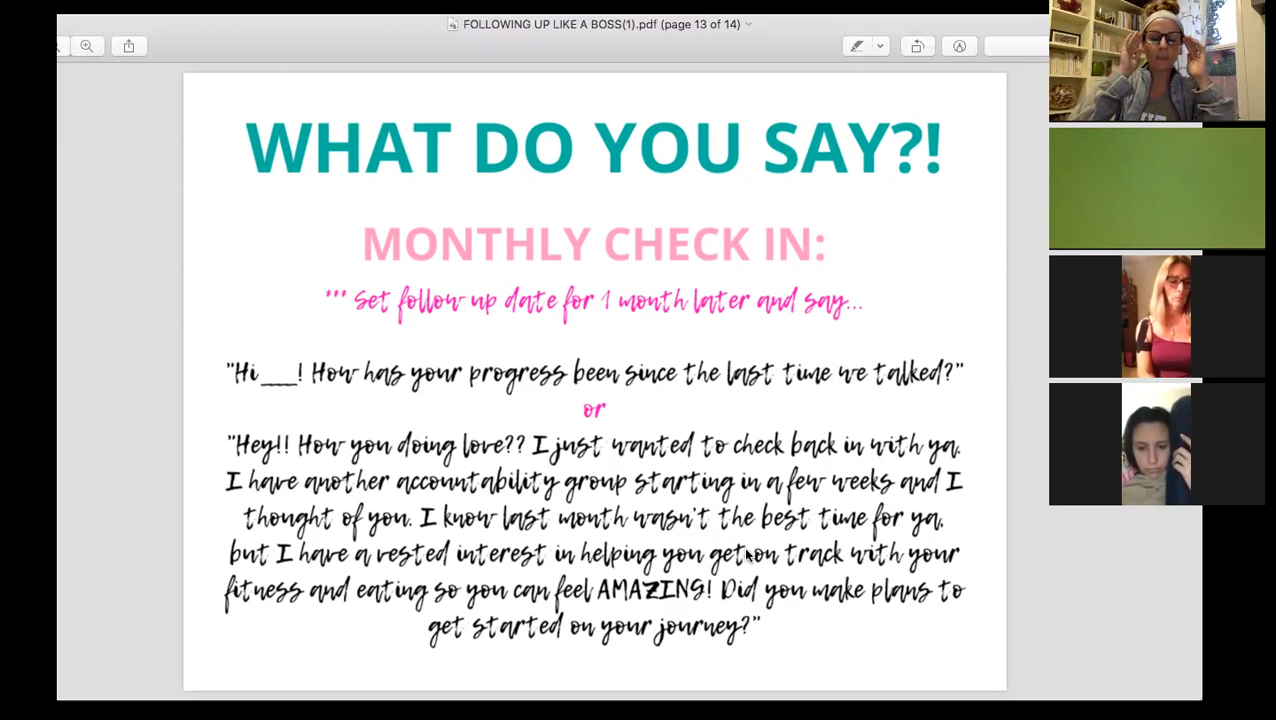 FOLLOWING UP LIKE A BOSS(1).pdf (page 13 of 14)
WHAT DO YOU SAY?!
MONTHLY CHECK IN:
*** Set follow up date for 1 month later and say...
"Hi ___! How has your progress been since the last time we talked?"
or
"Hey!! How you doing love?? I just wanted to check back in with ya.
I have another accountability group starting in a few weeks and I
thought of you. I know last month wasn't the best time for ya,
but I have a vested interest in helping you get on track with your
fitness and eating so you can feel AMAZING! Did you make plans to
get started on your journey?"